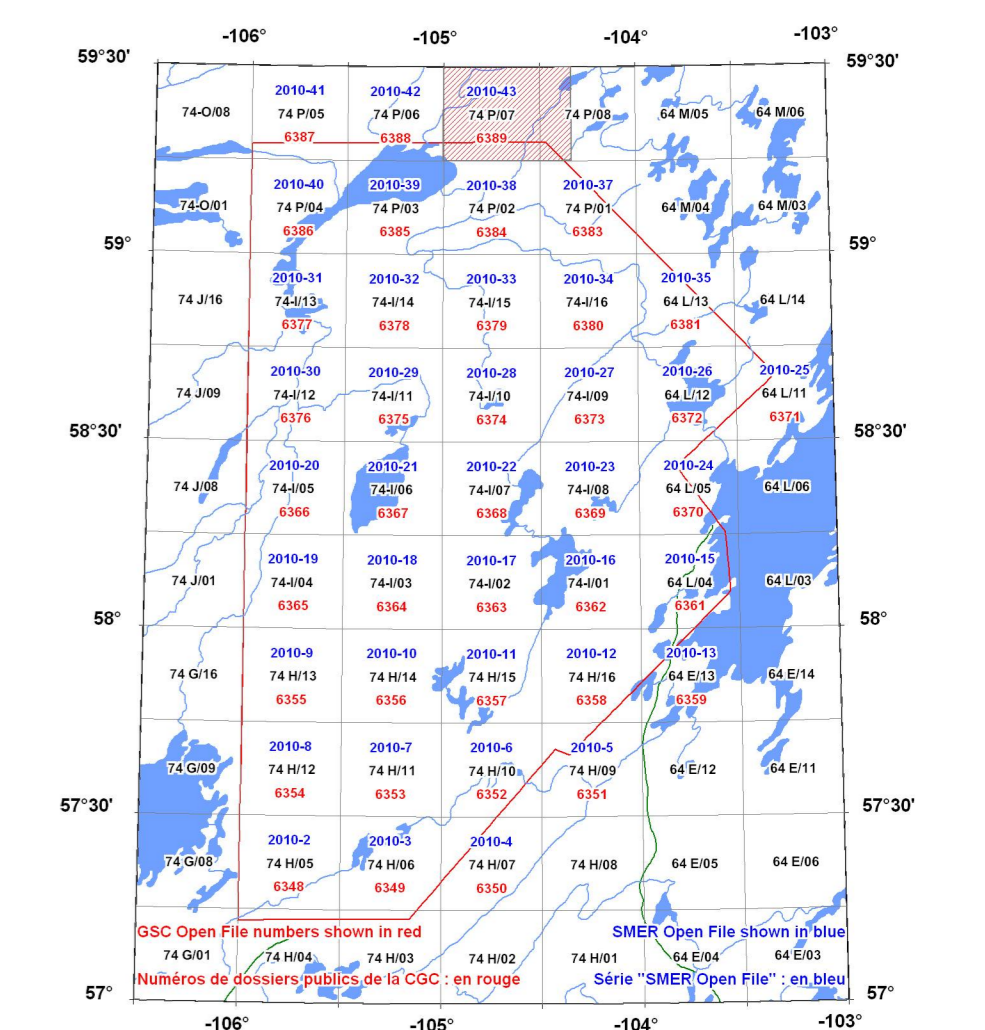 -106° -105° -104° -103°
59°30' 59°30'
2010-41 2010-42 2010-43
74-O/08 74 P/05 74 P/06 74 P/07 74 P/08 64 M/05 64 M/06
6387 6388 6389
2010-40 2010-39 2010-38 2010-37
74-O/01 74 P/04 74 P/03 74 P/02 74 P/01 64 M/04 64 M/03
6386 6385 6384 6383
59° 59°
2010-31 2010-32 2010-33 2010-34 2010-35
74 J/16 74-I/13 74-I/14 74-I/15 74-I/16 64 L/13 64 L/14
6377 6378 6379 6380 6381
2010-30 2010-29 2010-28 2010-27 2010-26 2010-25
74 J/09 74-I/12 74-I/11 74-I/10 74-I/09 64 L/12 64 L/11
6376 6375 6374 6373 6372 6371
58°30' 58°30'
2010-20 2010-21 2010-22 2010-23 2010-24
74 J/08 74-I/05 74-I/06 74-I/07 74-I/08 64 L/05 64 L/06
6366 6367 6368 6369 6370
2010-19 2010-18 2010-17 2010-16 2010-15
74 J/01 74-I/04 74-I/03 74-I/02 74-I/01 64 L/04 64 L/03
6365 6364 6363 6362 6361
58° 58°
2010-9 2010-10 2010-11 2010-12 2010-13
74 G/16 74 H/13 74 H/14 74 H/15 74 H/16 64 E/13 64 E/14
6355 6356 6357 6358 6359
2010-8 2010-7 2010-6 2010-5
74 G/09 74 H/12 74 H/11 74 H/10 74 H/09 64 E/12 64 E/11
6354 6353 6352 6351
57°30' 57°30'
2010-2 2010-3 2010-4
74 G/08 74 H/05 74 H/06 74 H/07 74 H/08 64 E/05 64 E/06
6348 6349 6350
GSC Open File numbers shown in red SMER Open File shown in blue
74 G/01 74 H/04 74 H/03 74 H/02 74 H/01 64 E/04 64 E/03
Numéros de dossiers publics de la CGC : en rouge Série "SMER Open File" : en bleu
57° 57°
-106° -105° -104° -103°